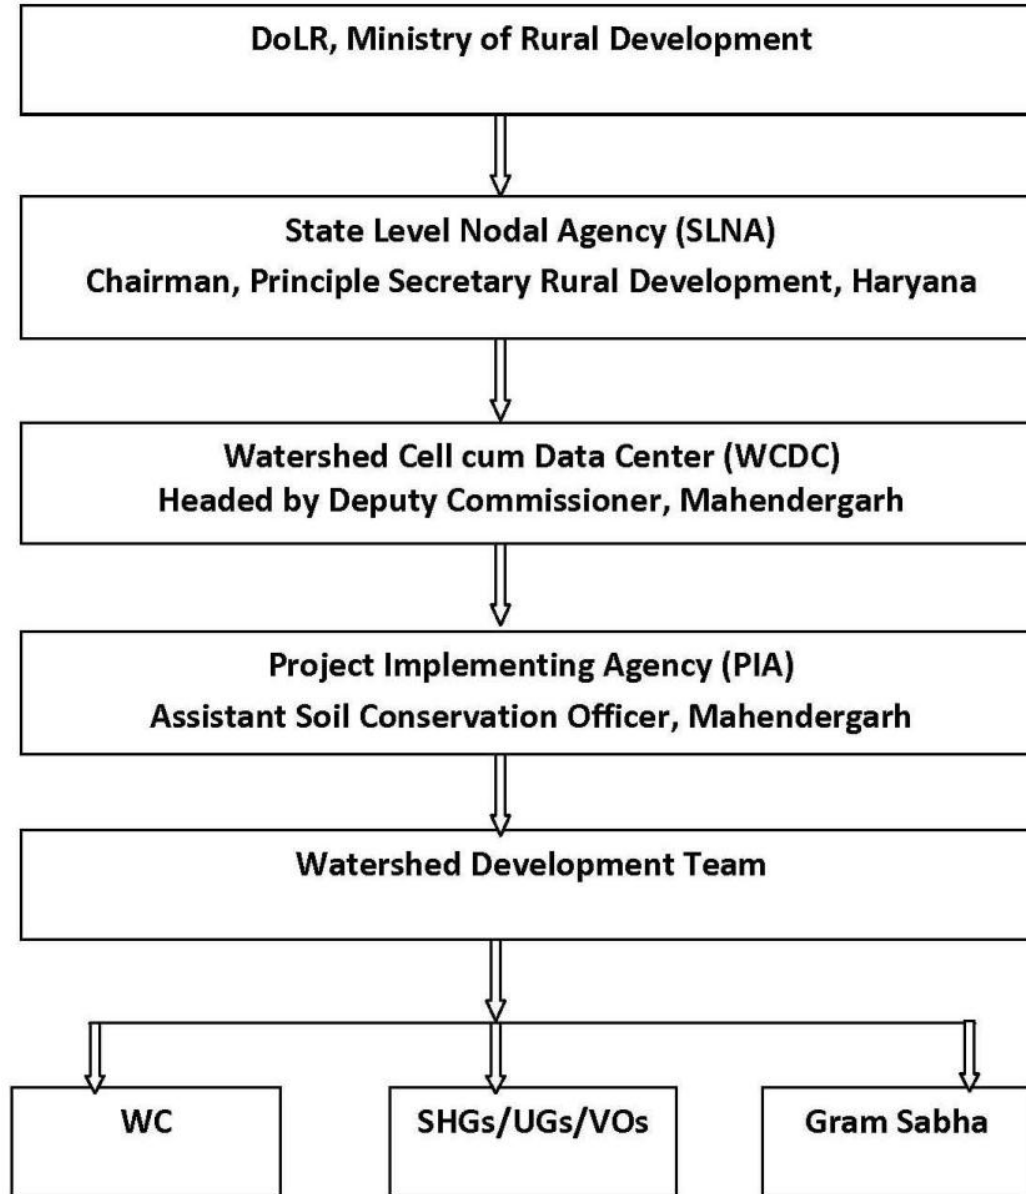 DoLR, Ministry of Rural Development
State Level Nodal Agency (SLNA)
Chairman, Principle Secretary Rural Development, Haryana
Watershed Cell cum Data Center (WCDC)
Headed by Deputy Commissioner, Mahendergarh
Project Implementing Agency (PIA)
Assistant Soil Conservation Officer, Mahendergarh
Watershed Development Team
WC
SHGs/UGs/VOs
Gram Sabha